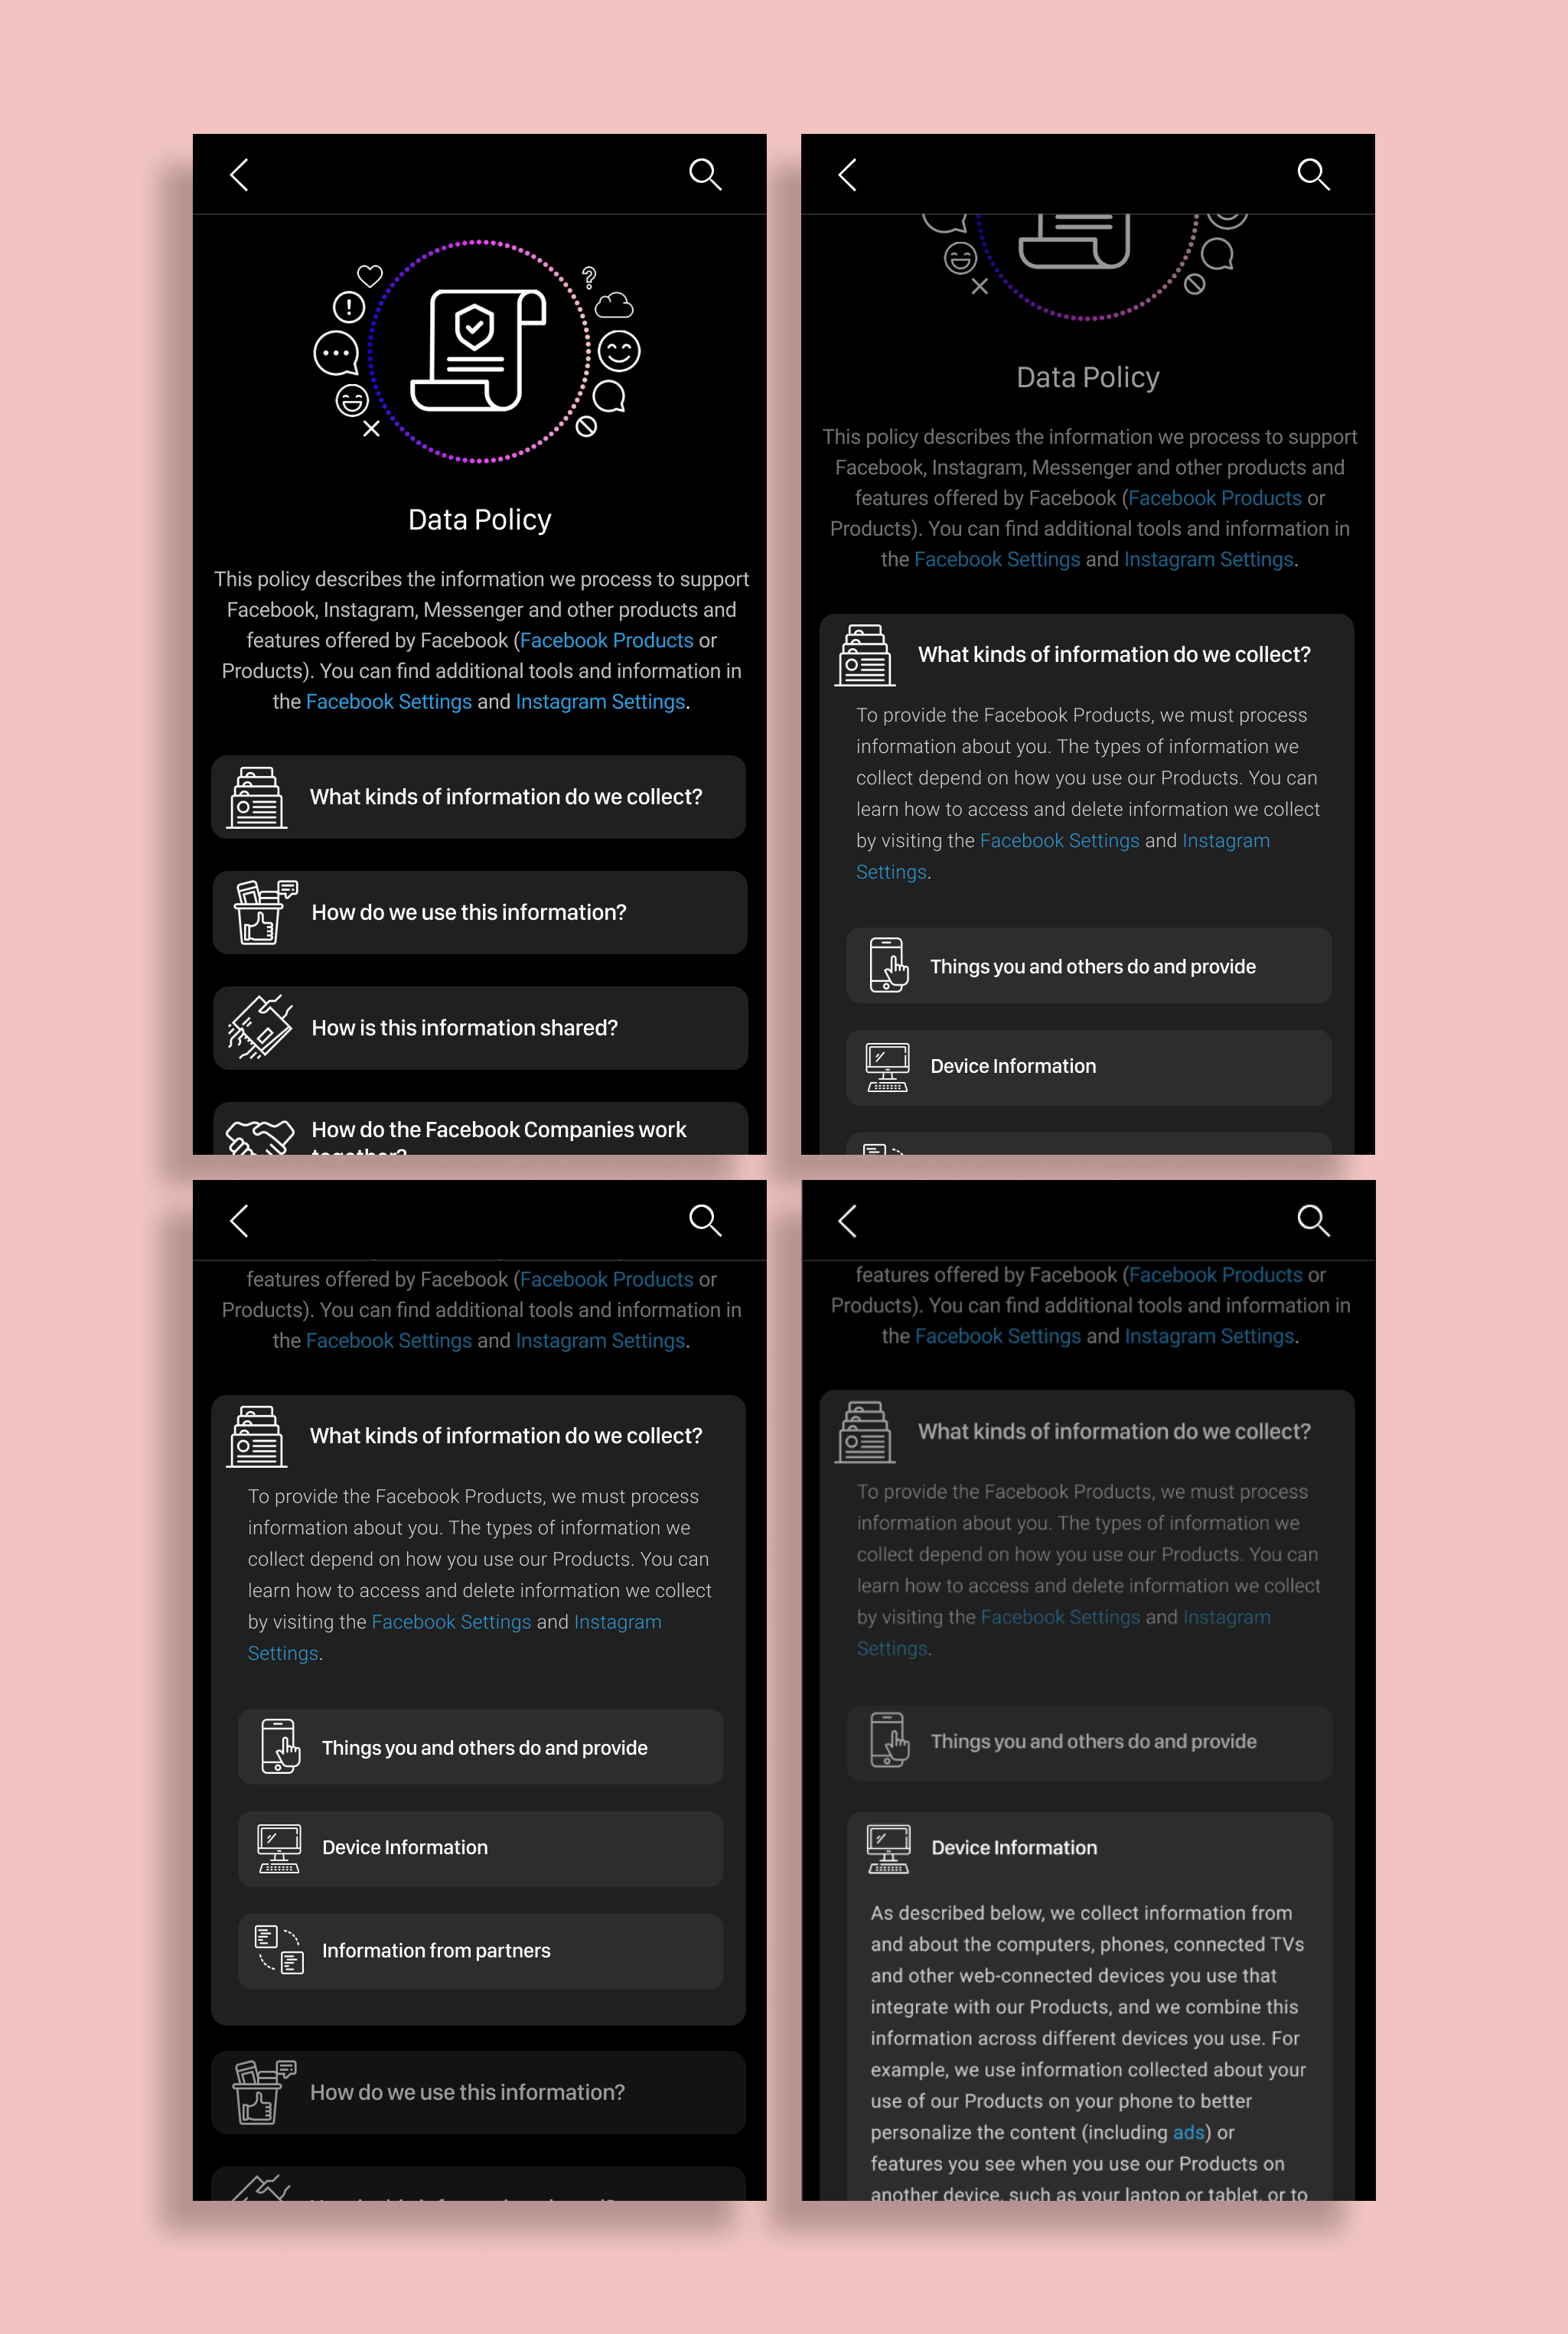 Data Policy
This policy describes the information we process to support
Facebook, Instagram, Messenger and other products and
features offered by Facebook (Facebook Products or
Products). You can find additional tools and information in
the Facebook Settings and Instagram Settings.
What kinds of information do we collect?
How do we use this information?
How is this information shared?
How do the Facebook Companies work
together?
Data Policy
This policy describes the information we process to support
Facebook, Instagram, Messenger and other products and
features offered by Facebook (Facebook Products or
Products). You can find additional tools and information in
the Facebook Settings and Instagram Settings.
What kinds of information do we collect?
To provide the Facebook Products, we must process
information about you. The types of information we
collect depend on how you use our Products. You can
learn how to access and delete information we collect
by visiting the Facebook Settings and Instagram
Settings.
Things you and others do and provide
Device Information
features offered by Facebook (Facebook Products or
Products). You can find additional tools and information in
the Facebook Settings and Instagram Settings.
What kinds of information do we collect?
To provide the Facebook Products, we must process
information about you. The types of information we
collect depend on how you use our Products. You can
learn how to access and delete information we collect
by visiting the Facebook Settings and Instagram
Settings.
Things you and others do and provide
Device Information
Information from partners
How do we use this information?
features offered by Facebook (Facebook Products or
Products). You can find additional tools and information in
the Facebook Settings and Instagram Settings.
What kinds of information do we collect?
To provide the Facebook Products, we must process
information about you. The types of information we
collect depend on how you use our Products. You can
learn how to access and delete information we collect
by visiting the Facebook Settings and Instagram
Settings.
Things you and others do and provide
Device Information
As described below, we collect information from
and about the computers, phones, connected TVs
and other web-connected devices you use that
integrate with our Products, and we combine this
information across different devices you use. For
example, we use information collected about your
use of our Products on your phone to better
personalize the content (including ads) or
features you see when you use our Products on
another device, such as your laptop or tablet, or to